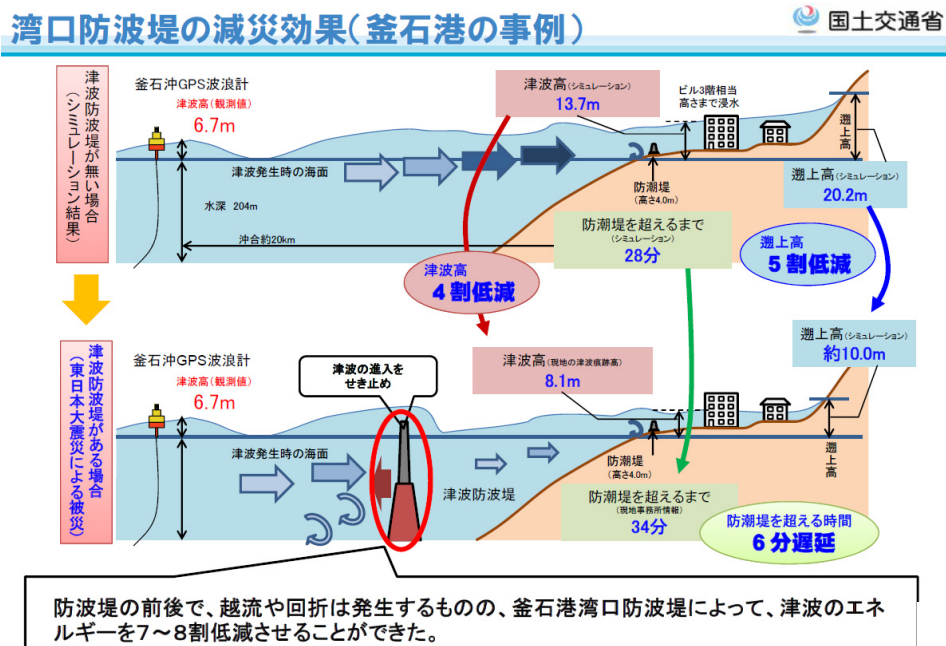 湾口防波堤の減災効果(釜石港の事例)
国土交通省
津波防波堤が無い場合
(シミュレーション結果)
釜石沖GPS波浪計
津波高(観測値)
6.7m
津波高(シミュレーション)
13.7m
ビル3階相当
高さまで浸水
遡上高
津波発生時の海面
水深 204m
沖合約20km
防潮堤
(高さ4.0m)
遡上高(シミュレーション)
20.2m
防潮堤を超えるまで
(シミュレーション)
28分
津波高
4割低減
遡上高
5割低減
津波防波堤がある場合
(東日本大震災による被災)
釜石沖GPS波浪計
津波高(観測値)
6.7m
津波の進入を
せき止め
津波高(現地の津波痕跡高)
8.1m
遡上高(シミュレーション)
約10.0m
津波発生時の海面
津波防波堤
防潮堤
(高さ4.0m)
遡上高
防潮堤を超えるまで
(現地事務所情報)
34分
防潮堤を超える時間
6分遅延
防波堤の前後で、越流や回折は発生するものの、釜石港湾口防波堤によって、津波のエネ
ルギーを7~8割低減させることができた。